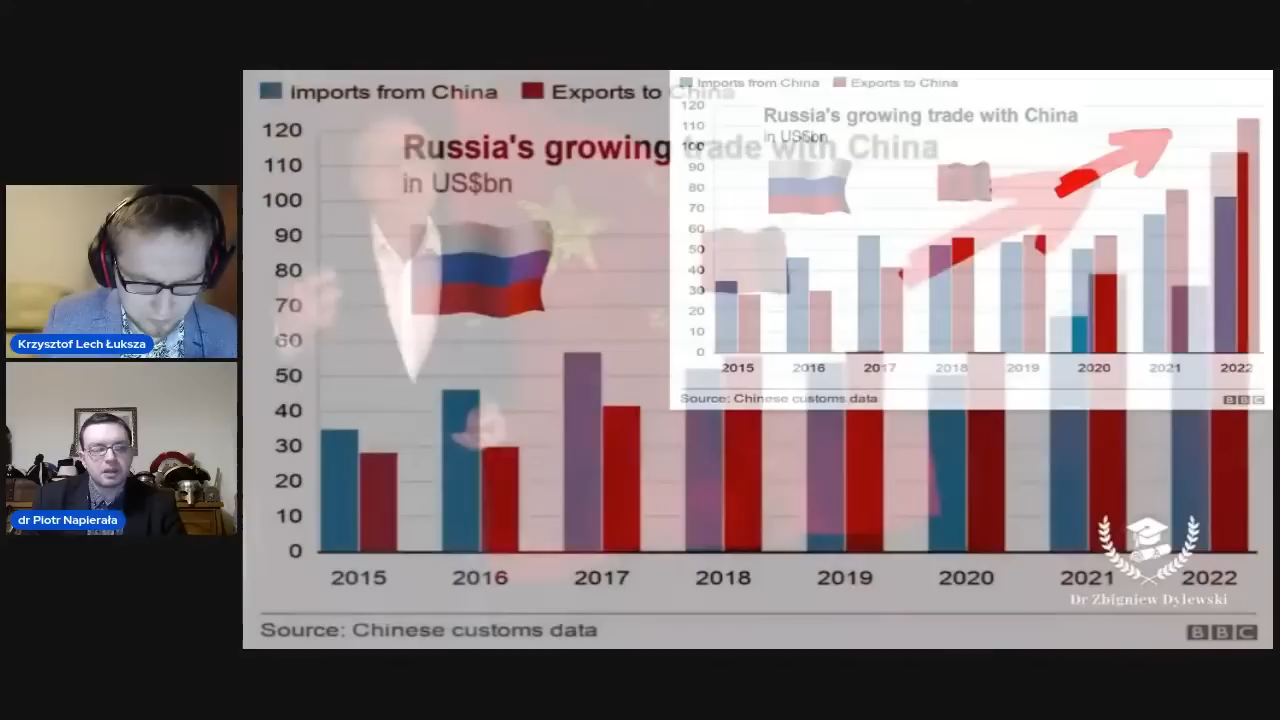 Krzysztof Lech Łuksza
dr Piotr Napierała
Imports from China
Exports to China
Russia's growing trade with China
in US$bn
120
110
100
90
80
70
60
50
40
30
20
10
0
2015
2016
2017
2018
2019
2020
2021
2022
Source: Chinese customs data
BBC
Dr Zbigniew Dylewski
Imports from China
Exports to China
Russia's growing trade with China
in US$bn
120
110
100
90
80
70
60
50
40
30
20
10
0
2015
2016
2017
2018
2019
2020
2021
2022
Source: Chinese customs data
BBC